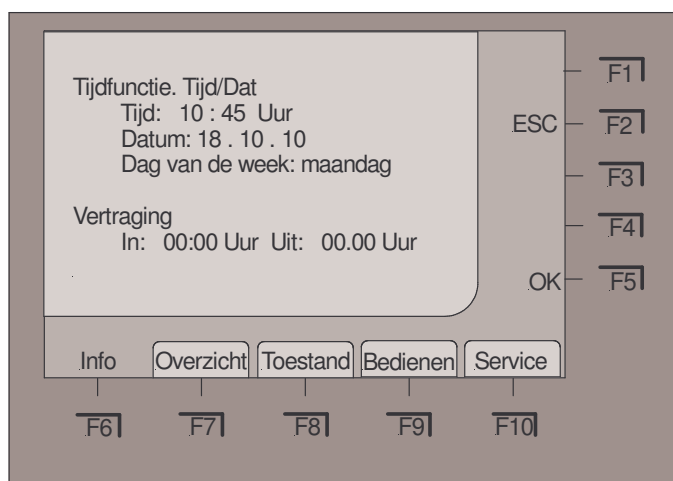 Tijdfunctie. Tijd/Dat
Tijd: 10 : 45 Uur
Datum: 18 . 10 . 10
Dag van de week: maandag
Vertraging
In: 00:00 Uur Uit: 00.00 Uur
F1
ESC F2
F3
F4
OK F5
Info Overzicht Toestand Bedienen Service
F6 F7 F8 F9 F10